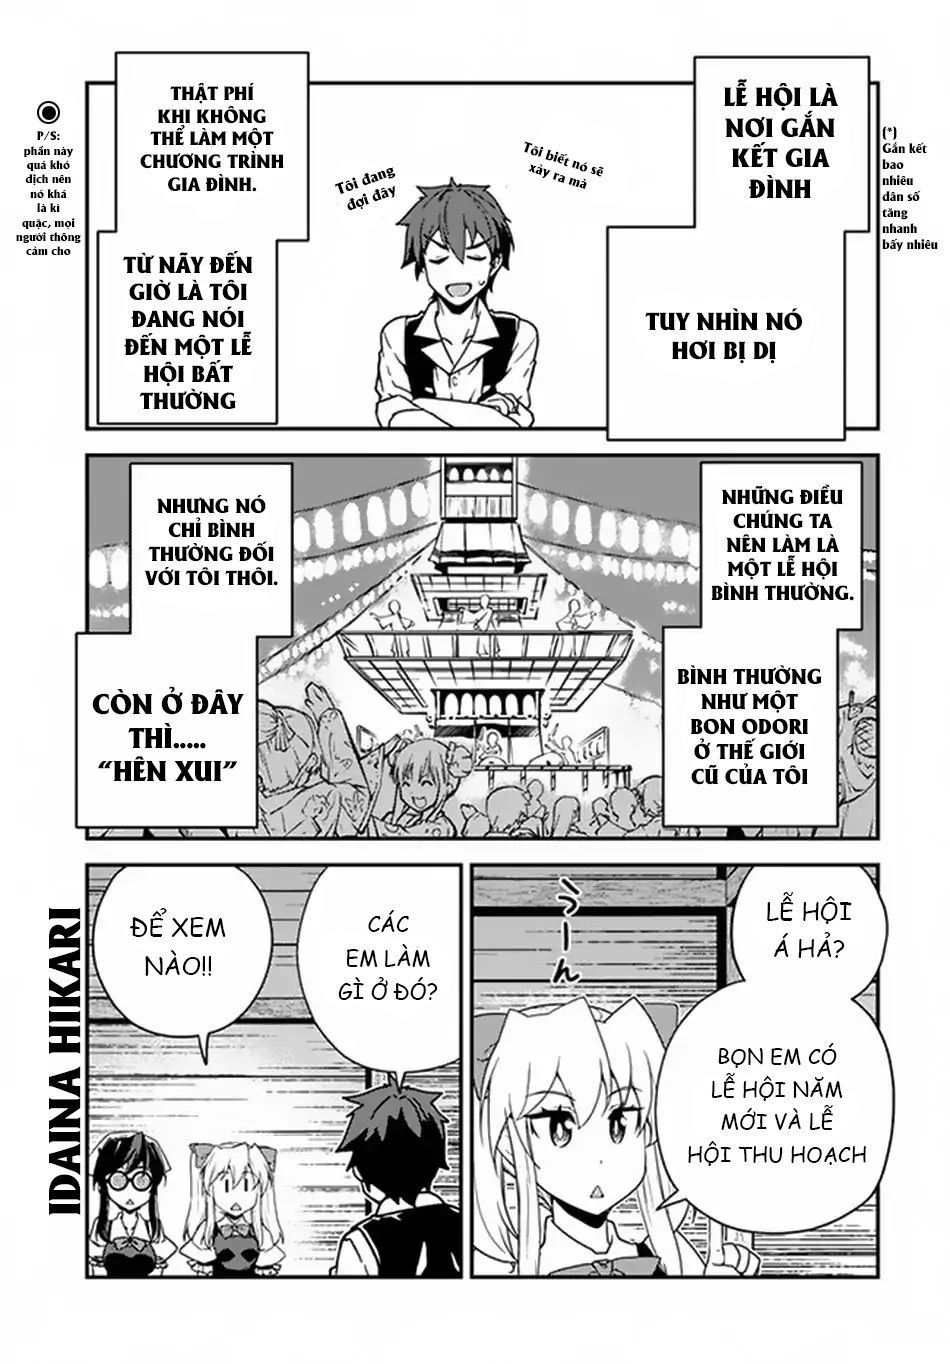 LỄ HỘI LÀ
NƠI GẮN
KẾT GIA
ĐÌNH
(*)
Gắn kết
bao
nhiêu
dân số
tăng
nhanh
bấy nhiêu
TUY NHÌN NÓ
HƠI BỊ DỊ
Tôi biết nó sẽ
xảy ra mà
Tôi đang
đợi đây
THẬT PHÍ
KHI KHÔNG
THỂ LÀM MỘT
CHƯƠNG TRÌNH
GIA ĐÌNH.
TỪ NÃY ĐẾN
GIỜ LÀ TÔI
ĐANG NÓI
ĐẾN MỘT LỄ
HỘI BẤT
THƯỜNG
P/S:
phần này
quá khó
dịch nên
nó khá
là kì
quặc, mọi
người thông
cảm cho
NHỮNG ĐIỀU
CHÚNG TA
NÊN LÀM LÀ
MỘT LỄ HỘI
BÌNH THƯỜNG.
BÌNH THƯỜNG
NHƯ MỘT
BON ODORI
Ở THẾ GIỚI
CŨ CỦA TÔI
NHƯNG NÓ
CHỈ BÌNH
THƯỜNG ĐỐI
VỚI TÔI THÔI.
CÒN Ở ĐÂY
THÌ.....
“HÊN XUI”
LỄ HỘI
Á HẢ?
うーん
BỌN EM CÓ
LỄ HỘI NĂM
MỚI VÀ LỄ
HỘI THU HOẠCH
CÁC
EM LÀM
GÌ Ở ĐÓ?
ĐỂ XEM
NÀO!!
IDAINA HIKARI